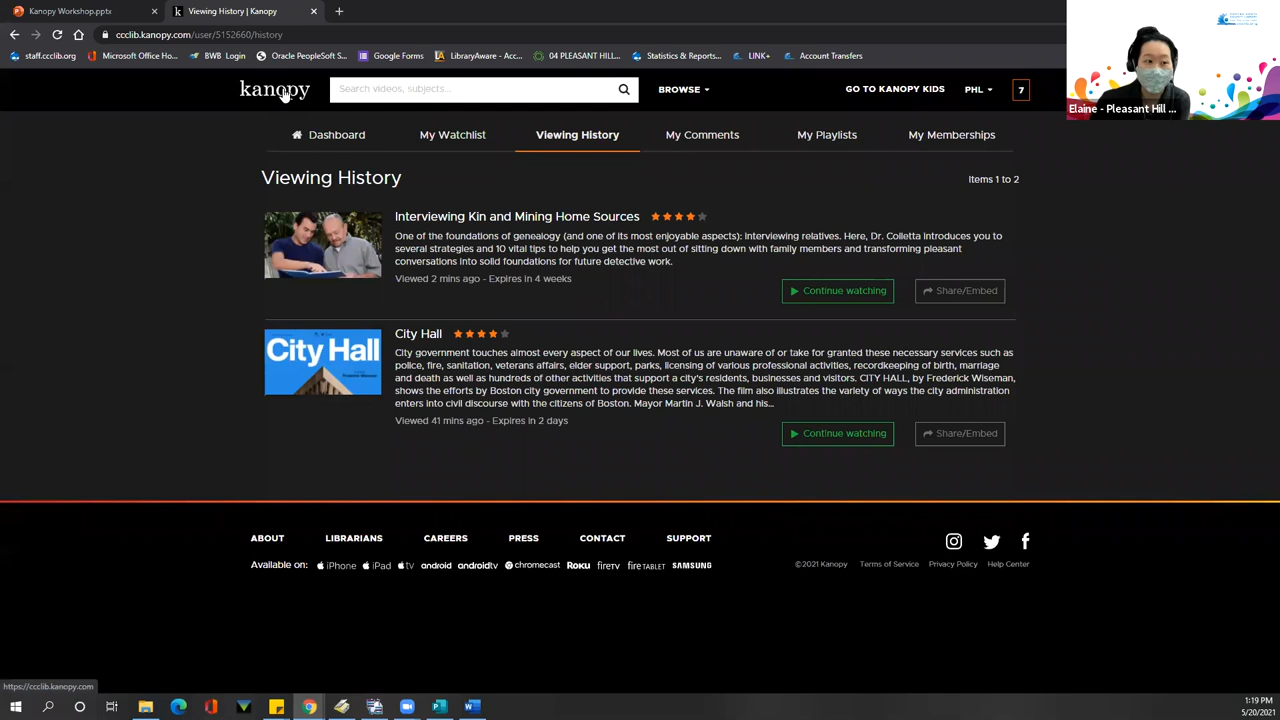 Kanopy Workshop.pptx
Viewing History | Kanopy
ccclib.kanopy.com/user/5152660/history
staff.ccclib.org
Microsoft Office Ho...
BWB Login
Oracle PeopleSoft S...
Google Forms
LibraryAware - Acc...
04 PLEASANT HILL...
Statistics & Reports...
LINK+
Account Transfers
kanopy
Search videos, subjects...
BROWSE
GO TO KANOPY KIDS
PHL
7
Elaine - Pleasant Hill ...
Dashboard
My Watchlist
Viewing History
My Comments
My Playlists
My Memberships
Viewing History
Items 1 to 2
Interviewing Kin and Mining Home Sources
One of the foundations of genealogy (and one of its most enjoyable aspects): interviewing relatives. Here, Dr. Colletta introduces you to
several strategies and 10 vital tips to help you get the most out of sitting down with family members and transforming pleasant
conversations into solid foundations for future detective work.
Viewed 2 mins ago - Expires in 4 weeks
Continue watching
Share/Embed
City Hall
City Hall
City government touches almost every aspect of our lives. Most of us are unaware of or take for granted these necessary services such as
police, fire, sanitation, veterans affairs, elder support, parks, licensing of various professional activities, recordkeeping of birth, marriage
and death as well as hundreds of other activities that support a city's residents, businesses and visitors. CITY HALL, by Frederick Wiseman,
shows the efforts by Boston city government to provide these services. The film also illustrates the variety of ways the city administration
enters into civil discourse with the citizens of Boston. Mayor Martin J. Walsh and his...
Viewed 41 mins ago - Expires in 2 days
Continue watching
Share/Embed
ABOUT
LIBRARIANS
CAREERS
PRESS
CONTACT
SUPPORT
Available on:
iPhone
iPad
tv
android
androidtv
chromecast
Roku
fireTV
fireTABLET
SAMSUNG
©2021 Kanopy
Terms of Service
Privacy Policy
Help Center
https://ccclib.kanopy.com
1:19 PM
5/20/2021